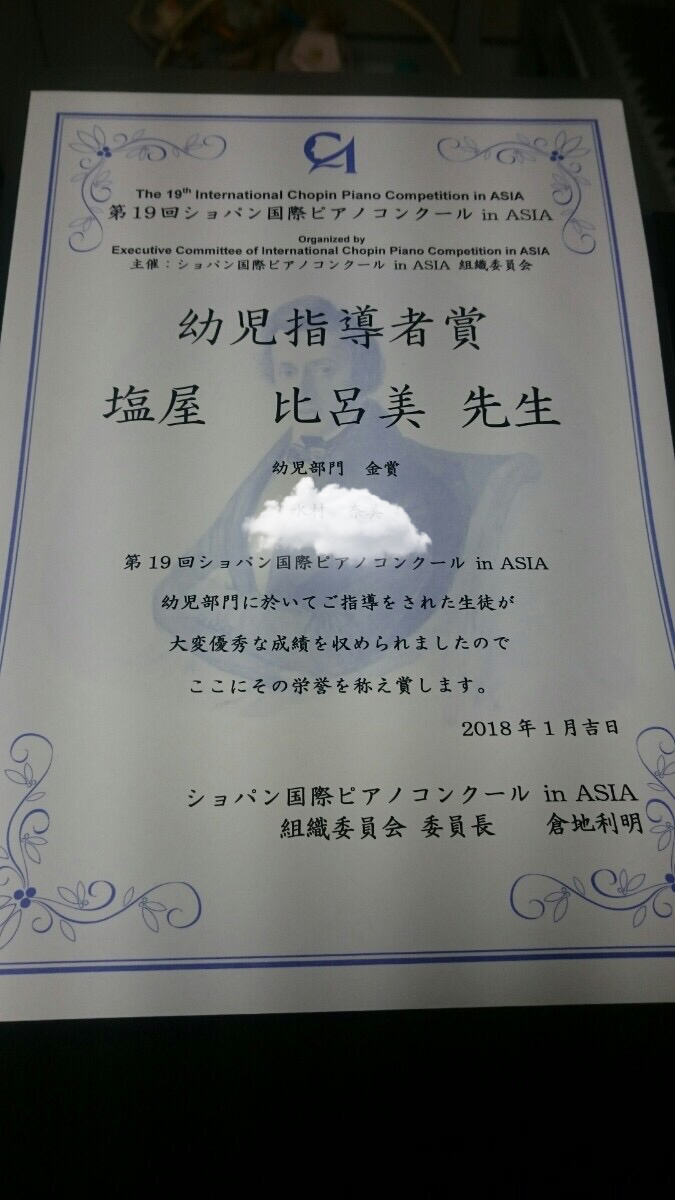 CA
The 19th International Chopin Piano Competition in ASIA
第19回ショパン国際ピアノコンクール in ASIA
Organized by
Executive Committee of International Chopin Piano Competition in ASIA
主催：ショパン国際ピアノコンクール in ASIA 組織委員会
幼児指導者賞
塩屋　比呂美 先生
幼児部門　金賞
第19回ショパン国際ピアノコンクール in ASIA
幼児部門に於いてご指導をされた生徒が
大変優秀な成績を収められましたので
ここにその栄誉を称え賞します。
2018年1月吉日
ショパン国際ピアノコンクール in ASIA
組織委員会 委員長　倉地利明